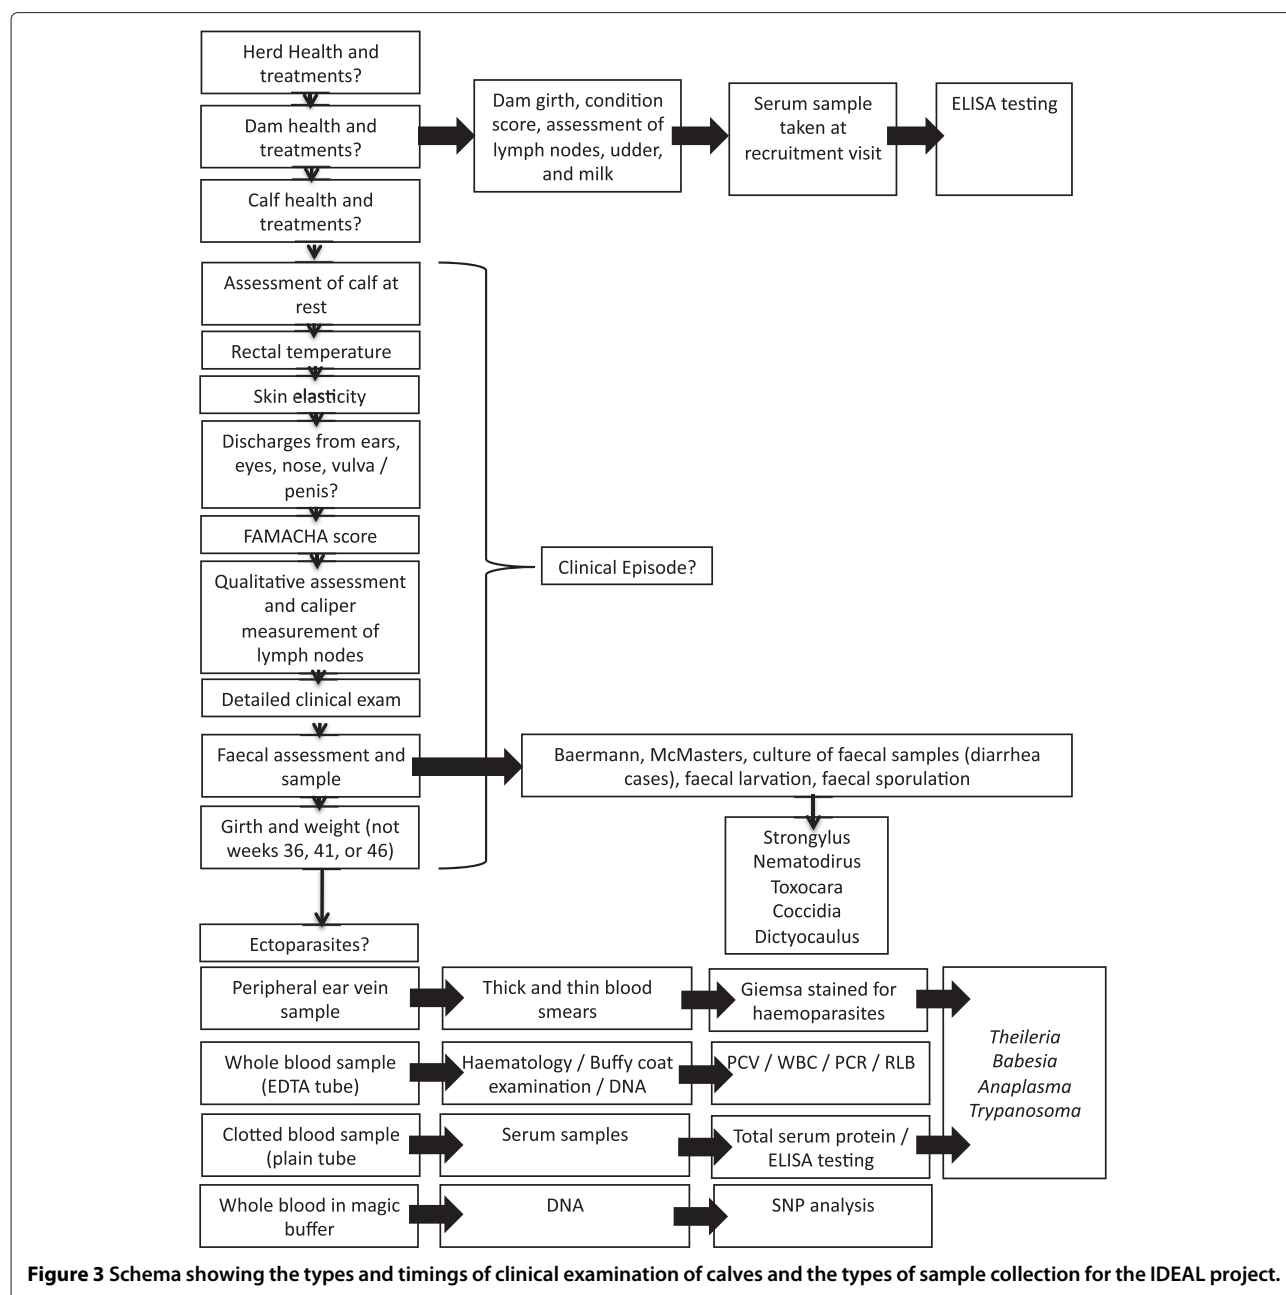 Herd Health and
treatments?
Dam health and
treatments?
Dam girth, condition
score, assessment of
lymph nodes, udder,
and milk
Serum sample
taken at
recruitment visit
ELISA testing
Calf health and
treatments?
Assessment of calf at
rest
Rectal temperature
Skin elasticity
Discharges from ears,
eyes, nose, vulva /
penis?
FAMACHA score
Qualitative assessment
and caliper
measurement of
lymph nodes
Detailed clinical exam
Clinical Episode?
Faecal assessment and
sample
Baermann, McMasters, culture of faecal samples (diarrhea
cases), faecal larvation, faecal sporulation
Girth and weight (not
weeks 36, 41, or 46)
Strongylus
Nematodirus
Toxocara
Coccidia
Dictyocaulus
Ectoparasites?
Peripheral ear vein
sample
Thick and thin blood
smears
Giemsa stained for
haemoparasites
Whole blood sample
(EDTA tube)
Haematology / Buffy coat
examination / DNA
PCV / WBC / PCR / RLB
Theileria
Babesia
Anaplasma
Trypanosoma
Clotted blood sample
(plain tube
Serum samples
Total serum protein /
ELISA testing
Whole blood in magic
buffer
DNA
SNP analysis
Figure 3 Schema showing the types and timings of clinical examination of calves and the types of sample collection for the IDEAL project.